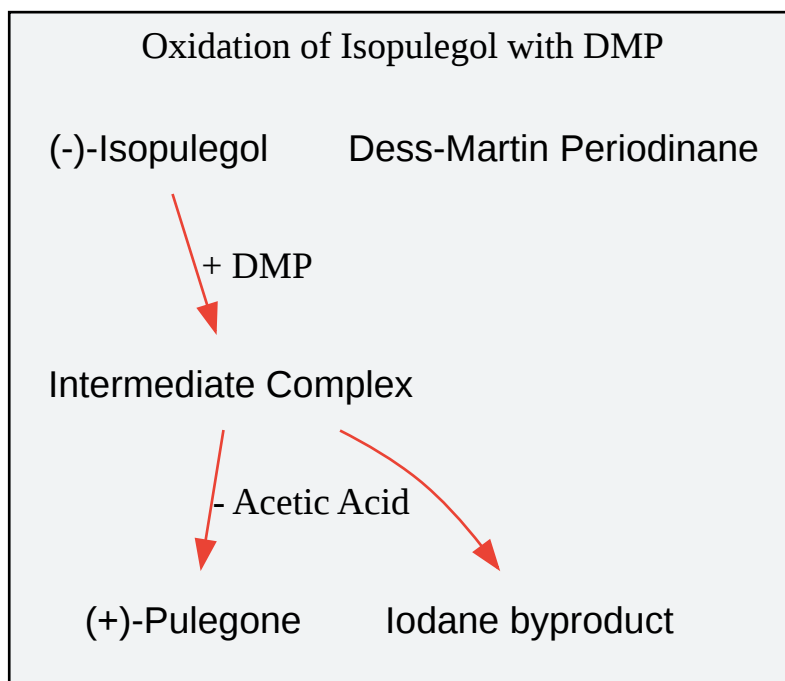 Oxidation of Isopulegol with DMP
(-)-Isopulegol
Dess-Martin Periodinane
+ DMP
Intermediate Complex
- Acetic Acid
(+)-Pulegone
Iodane byproduct